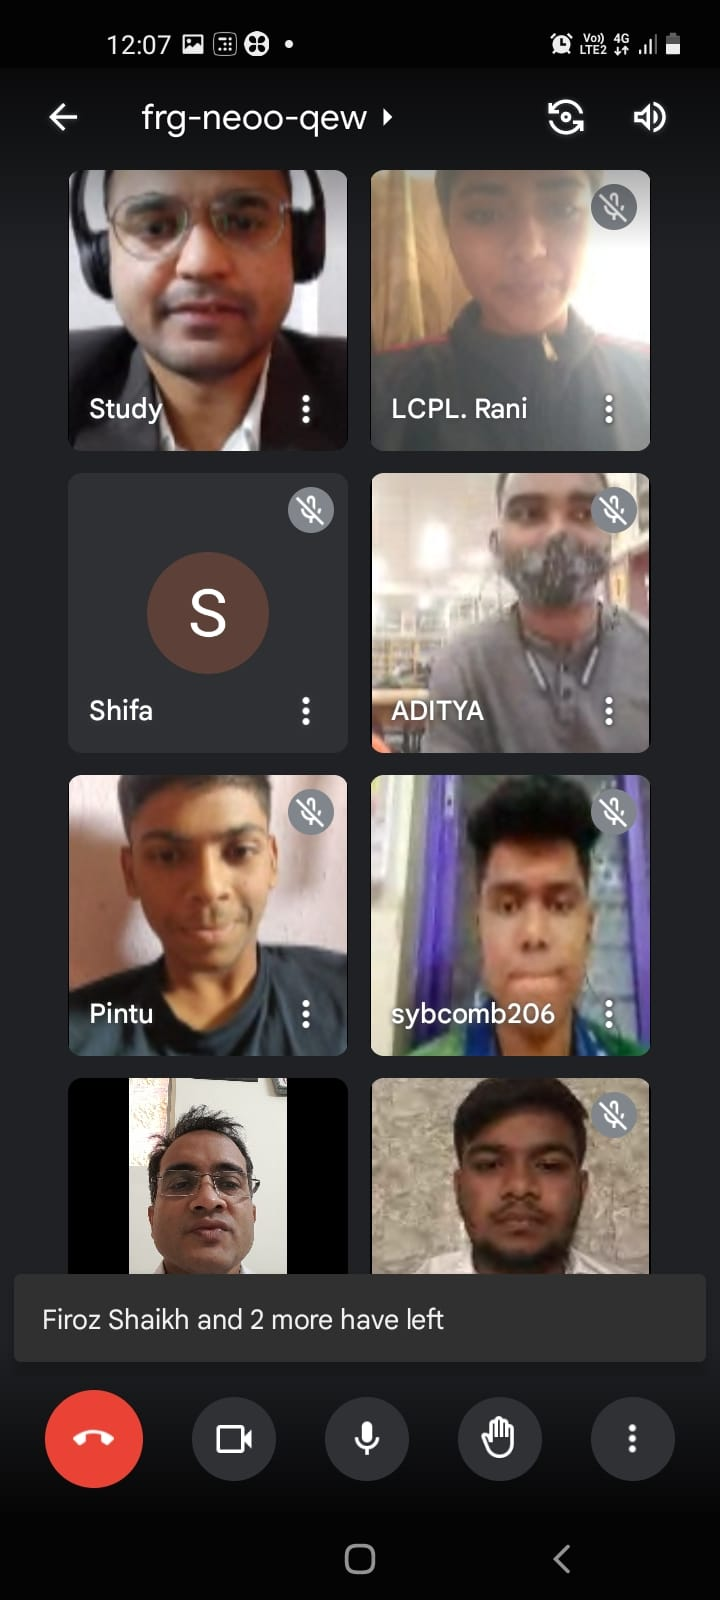 12:07
Vo)) 4G
LTE2
frg-neoo-qew
Study
LCPL. Rani
S
Shifa
ADITYA
Pintu
sybcomb206
Firoz Shaikh and 2 more have left